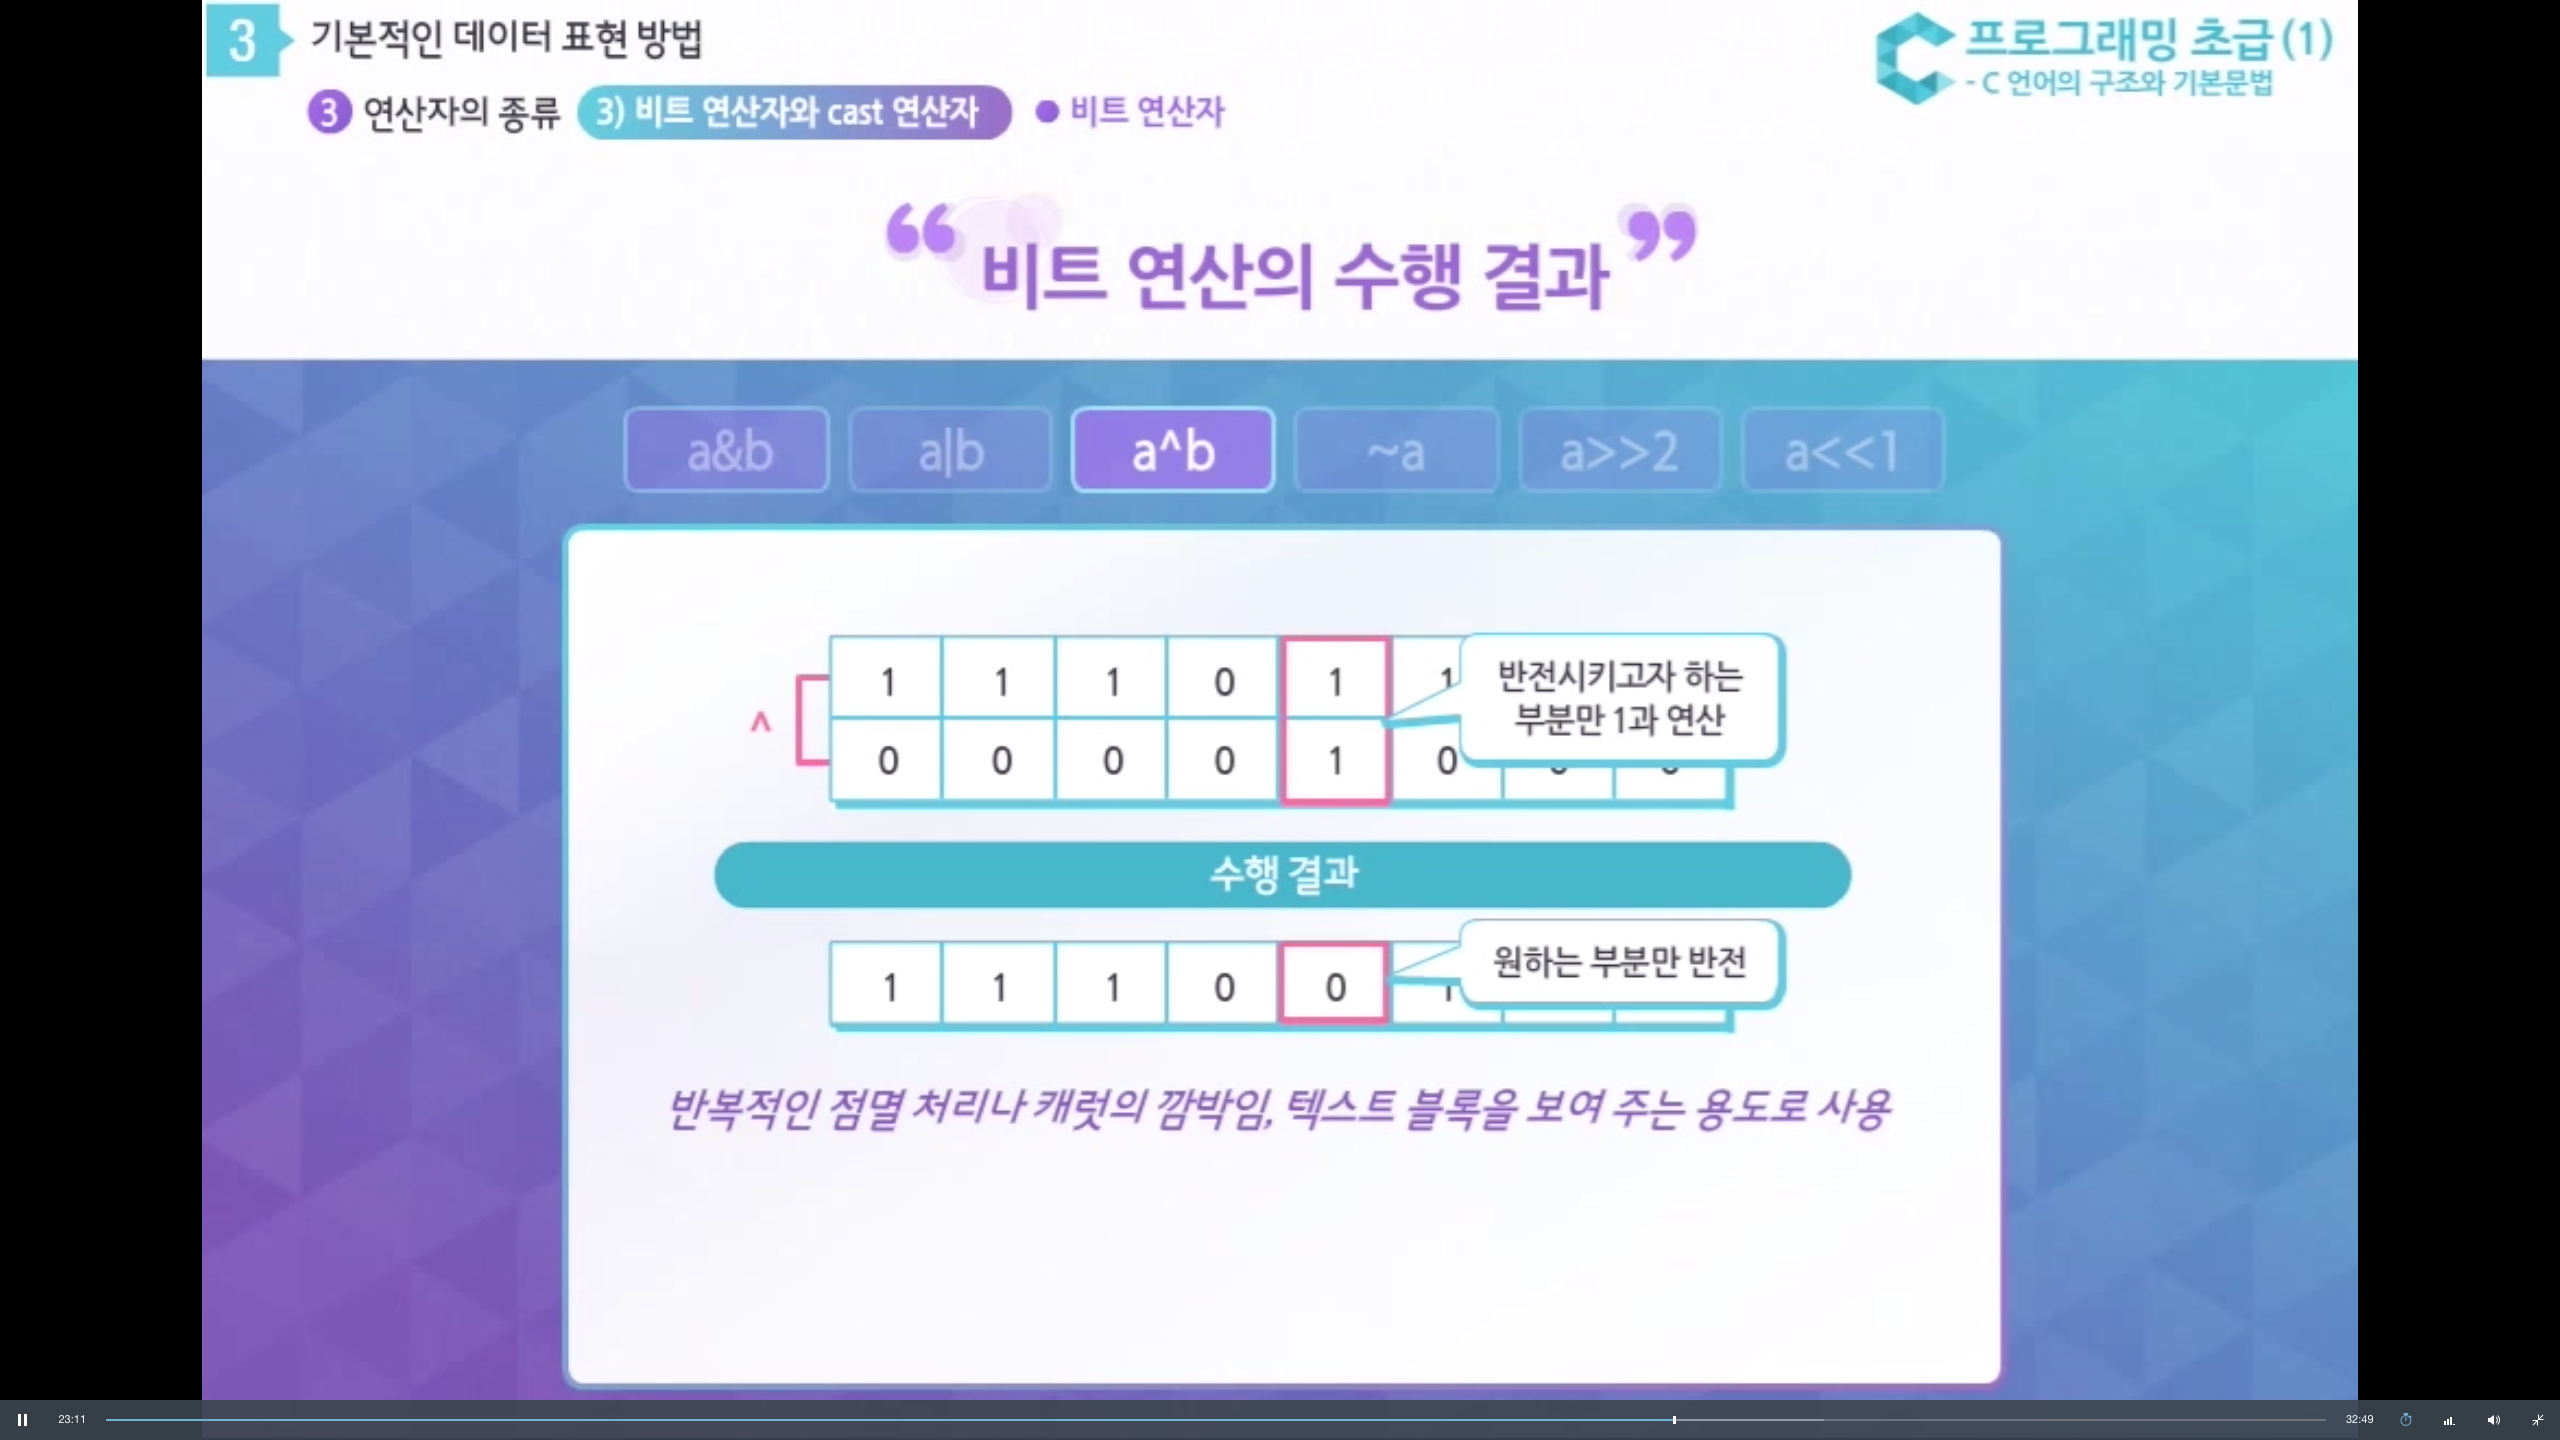 3 기본적인 데이터 표현 방법
프로그래밍 초급(1)
- C 언어의 구조와 기본문법
3 연산자의 종류 3) 비트 연산자와 cast 연산자 ● 비트 연산자
“ 비트 연산의 수행 결과 ”
a&b a|b a^b ~a a>>2 a<<1
1 1 1 0 1 1
반전시키고자 하는
부분만 1과 연산
^
0 0 0 0 1 0
수행 결과
1 1 1 0 0 1
원하는 부분만 반전
반복적인 점멸 처리나 캐럿의 깜박임, 텍스트 블록을 보여 주는 용도로 사용
23:11 32:49